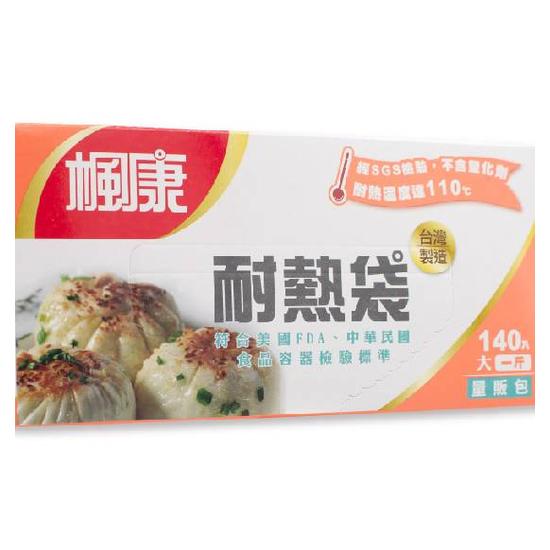 楓康
經SGS檢驗，不含塑化劑
耐熱溫度達110℃
台灣
製造
耐熱袋
符合美國FDA、中華民國
食品容器檢驗標準
140入
大 一斤
量販包